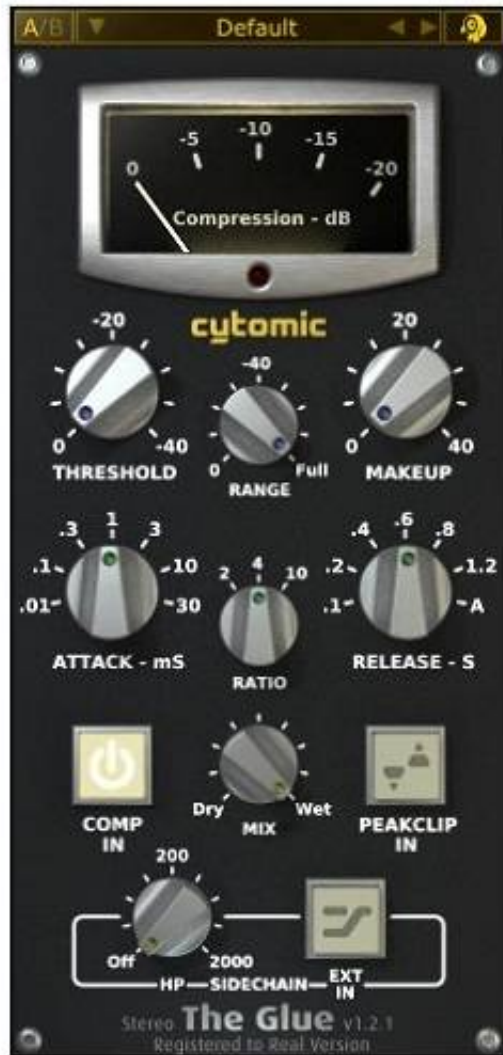 A/B Default
-5 -10 -15
0 -20
Compression - dB
cytomic
-20 -40 20
0 -40 0 Full 0 40
THRESHOLD RANGE MAKEUP
.01 .1 .3 1 3 10 30
2 4 10
.1 .2 .4 .6 .8 1.2 A
ATTACK - mS RATIO RELEASE - S
Dry Wet
COMP IN MIX PEAKCLIP IN
200
Off 2000
HP SIDECHAIN EXT IN
Stereo The Glue v1.2.1
Registered to Real Version